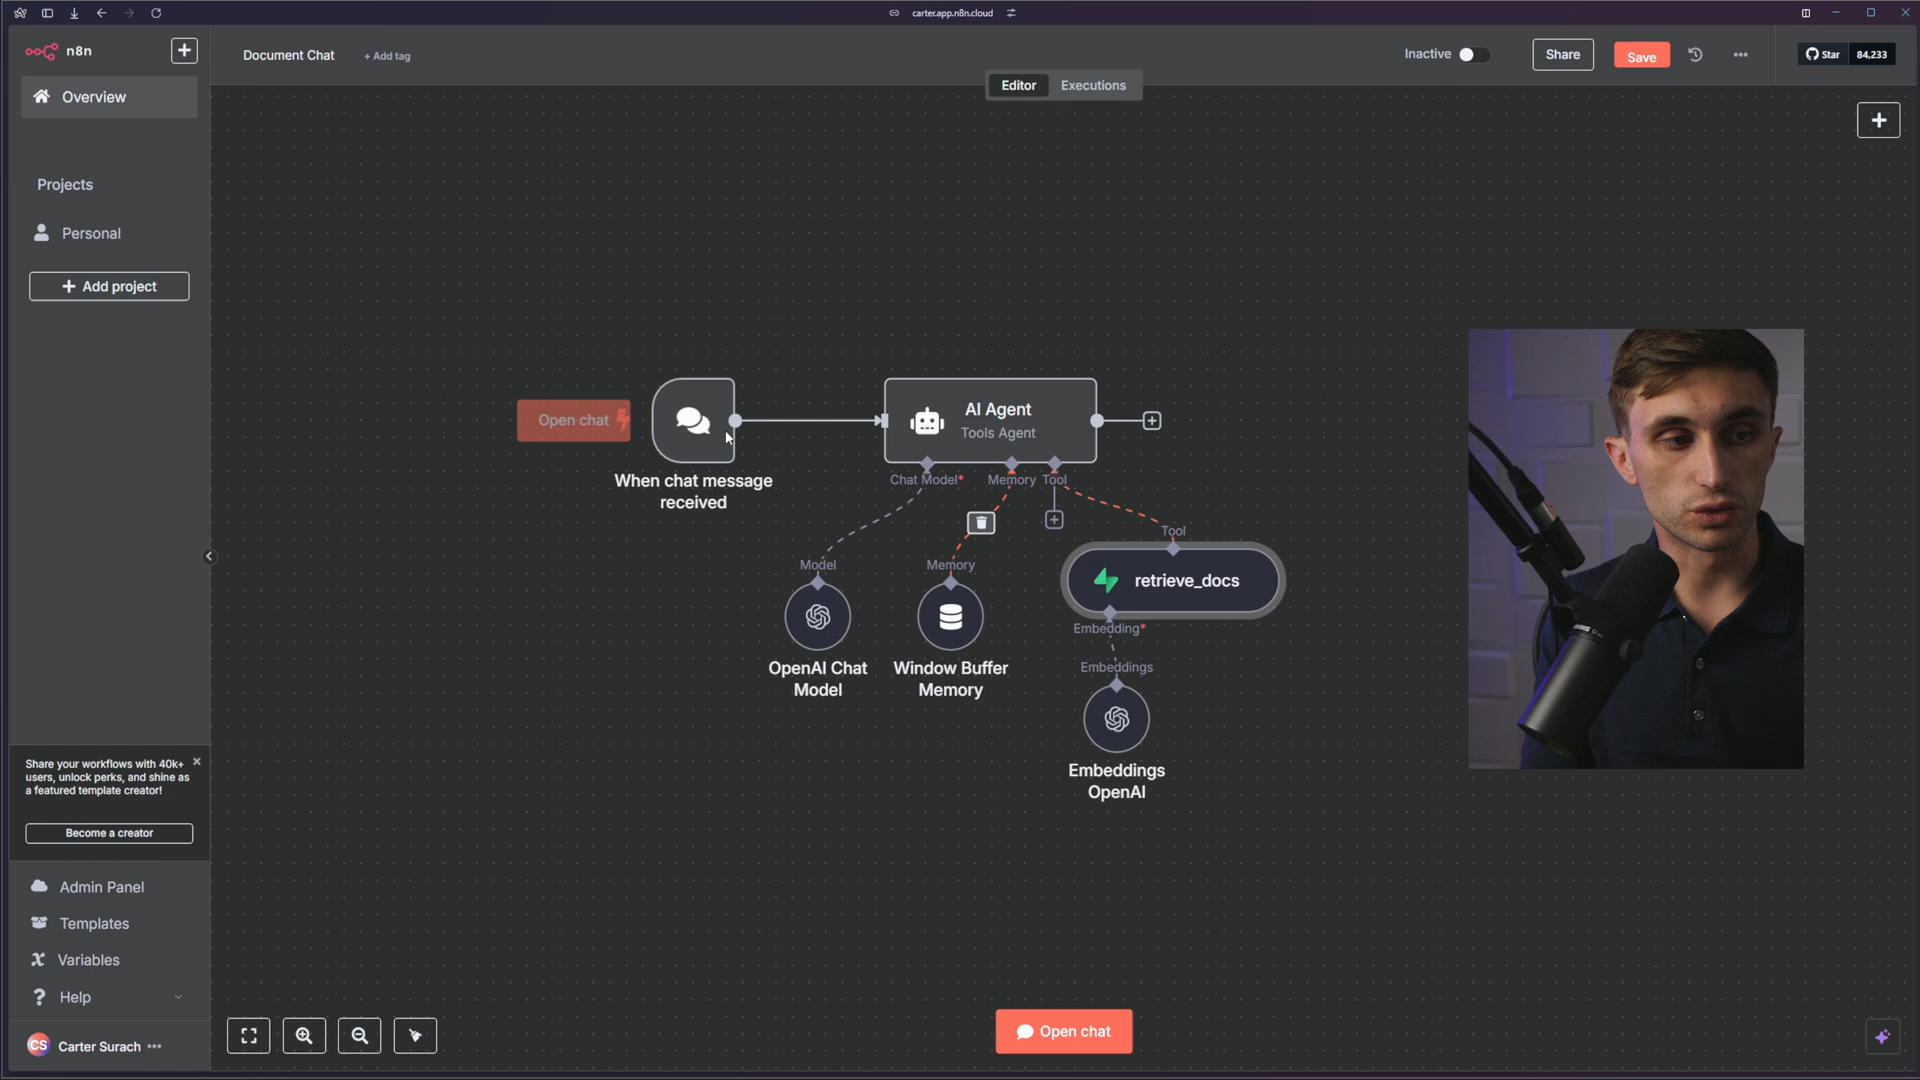 carter.app.n8n.cloud
n8n
Document Chat
+ Add tag
Inactive
Share
Save
Star
84,233
Editor
Executions
Overview
Projects
Personal
Add project
Open chat
AI Agent
Tools Agent
When chat message
received
Chat Model*
Memory
Tool
Tool
Model
Memory
retrieve_docs
Embedding*
Embeddings
OpenAI Chat
Model
Window Buffer
Memory
Embeddings
OpenAI
Share your workflows with 40k+
users, unlock perks, and shine as
a featured template creator!
Become a creator
Admin Panel
Templates
Variables
Help
CS
Carter Surach
Open chat